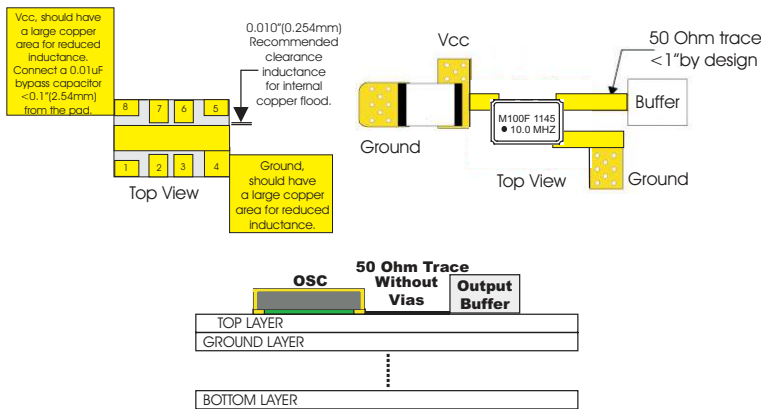 Vcc, should have
a large copper
area for reduced
inductance.
Connect a 0.01uF
bypass capacitor
<0.1"(2.54mm)
from the pad.
0.010"(0.254mm)
Recommended
clearance
inductance
for internal
copper flood.
8 7 6 5
1 2 3 4
Top View
Ground,
should have
a large copper
area for reduced
inductance.
Vcc
50 Ohm trace
<1"by design
Buffer
M100F 1145
10.0 MHZ
Ground
Top View
Ground
OSC
50 Ohm Trace
Without
Vias
Output
Buffer
TOP LAYER
GROUND LAYER
BOTTOM LAYER